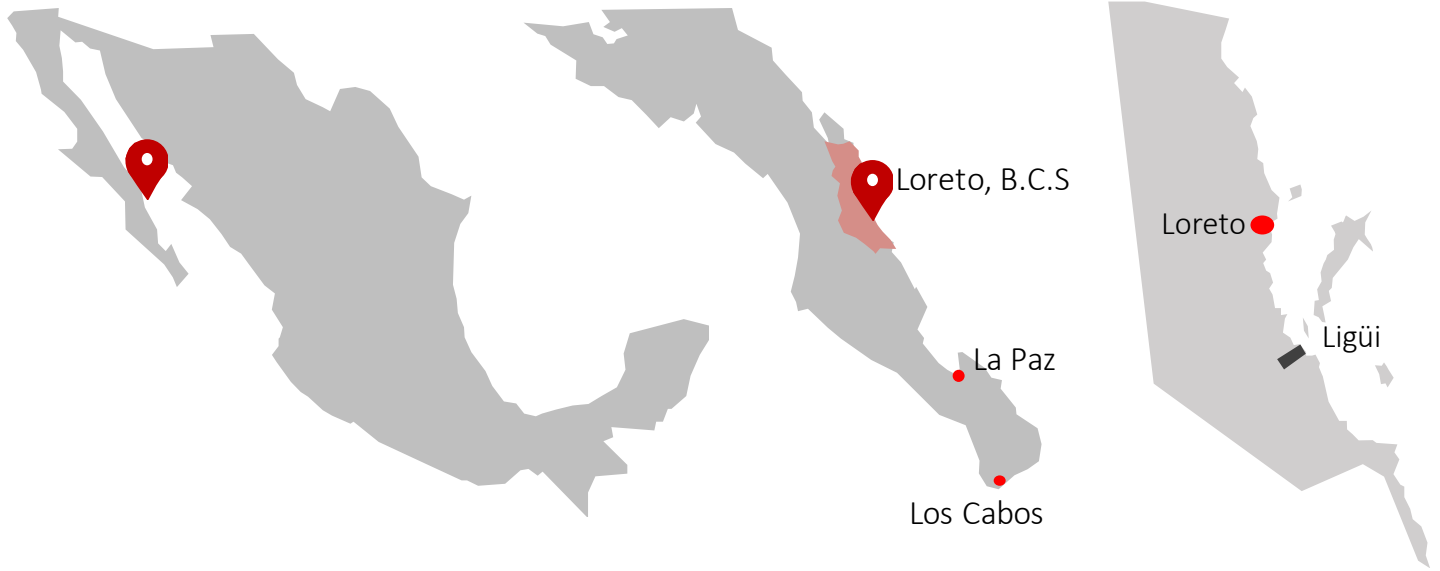 Loreto, B.C.S
La Paz
Los Cabos
Loreto
Ligüi